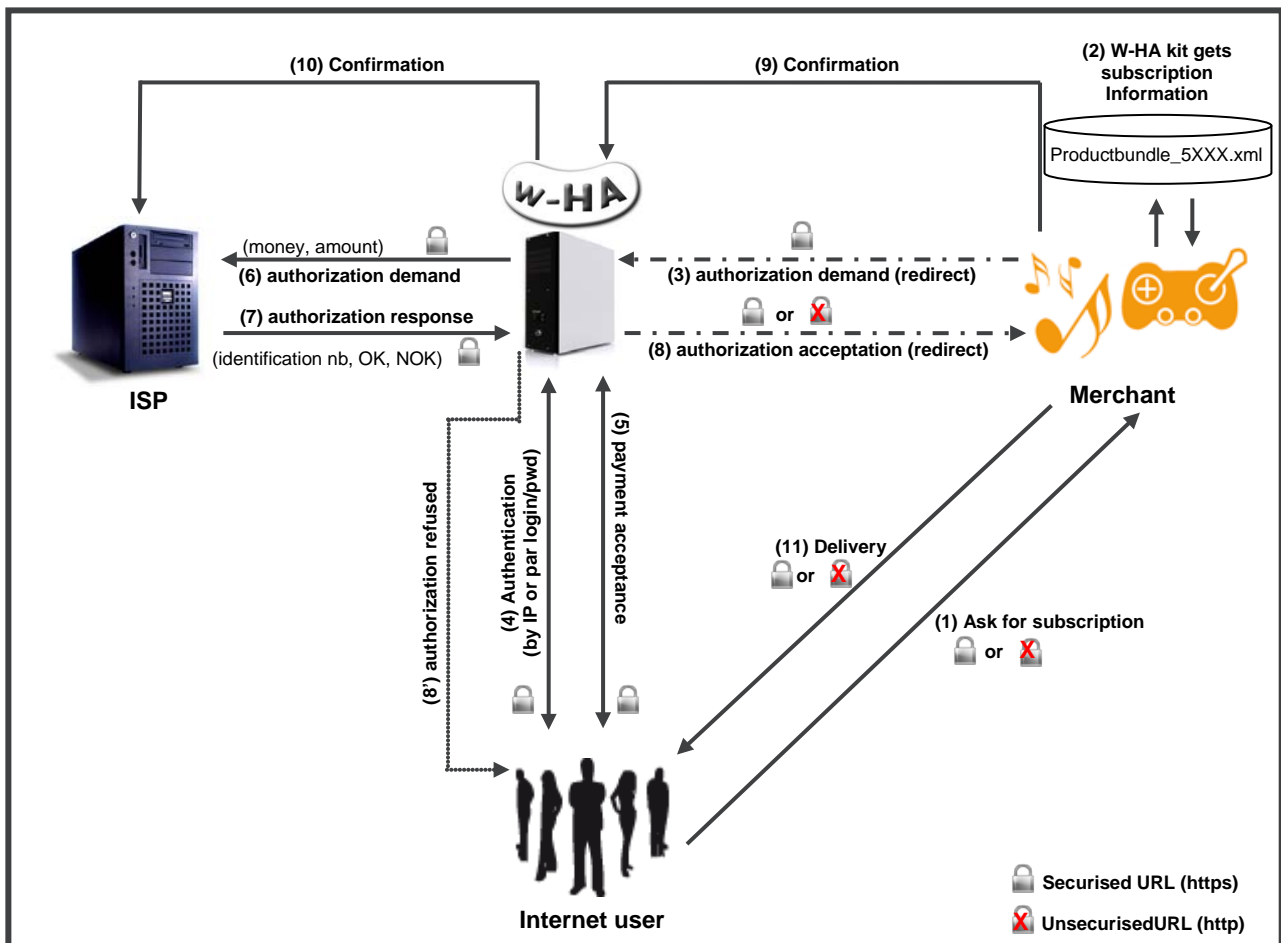 (10) Confirmation
(9) Confirmation
(2) W-HA kit gets
subscription
Information
Productbundle_5XXX.xml
W-HA
(money, amount)
(6) authorization demand
(3) authorization demand (redirect)
or
(7) authorization response
(8) authorization acceptation (redirect)
(identification nb, OK, NOK)
ISP
Merchant
(8') authorization refused
(4) Authentication
(by IP or par login/pwd)
(5) payment acceptance
(11) Delivery
or
(1) Ask for subscription
or
Internet user
Securised URL (https)
UnsecurisedURL (http)